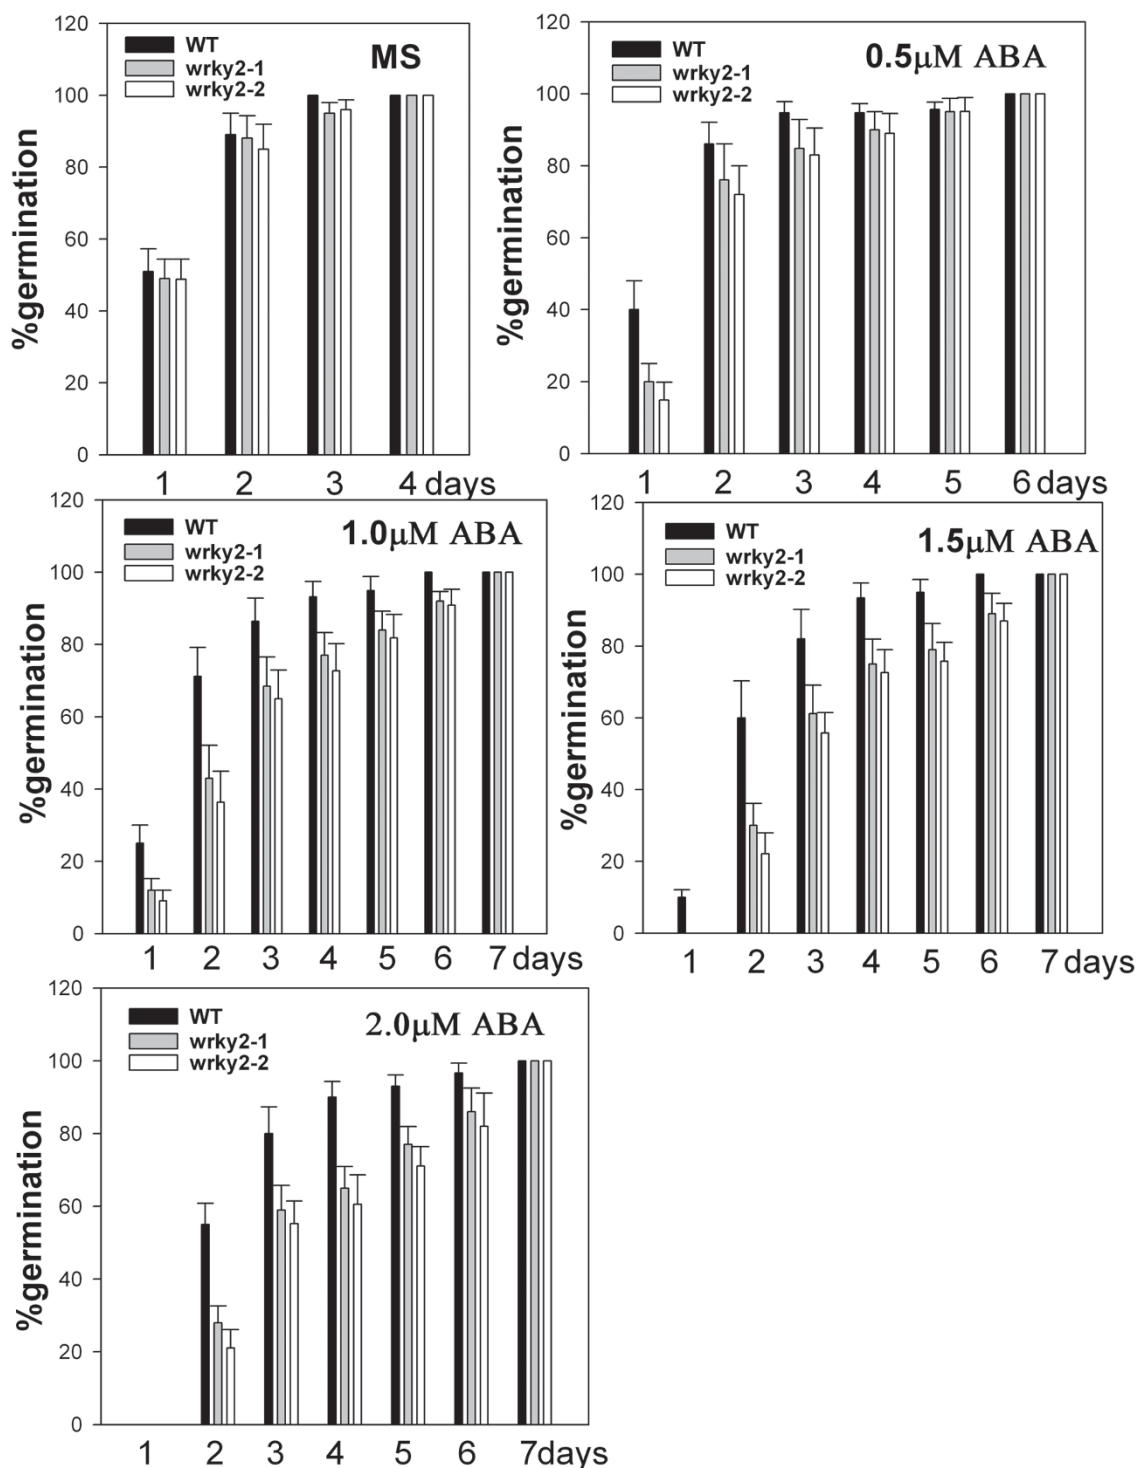 120
100
80
60
40
20
0
%germination
WT
wrky2-1
wrky2-2
MS
1 2 3 4 days
120
100
80
60
40
20
0
%germination
WT
wrky2-1
wrky2-2
0.5μM ABA
1 2 3 4 5 6 days
120
100
80
60
40
20
0
%germination
WT
wrky2-1
wrky2-2
1.0μM ABA
1 2 3 4 5 6 7 days
120
100
80
60
40
20
0
%germination
WT
wrky2-1
wrky2-2
1.5μM ABA
1 2 3 4 5 6 7 days
120
100
80
60
40
20
0
%germination
WT
wrky2-1
wrky2-2
2.0μM ABA
1 2 3 4 5 6 7days